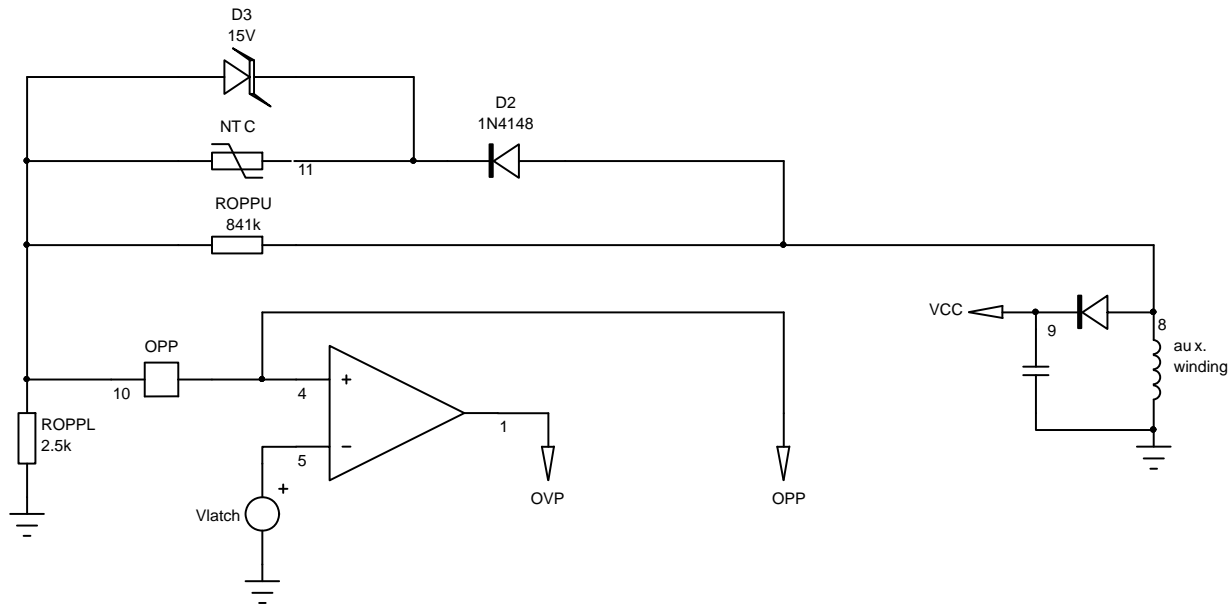 D3
15V
D2
1N4148
NTC
11
ROPPU
841k
VCC
9
8
aux.
winding
OPP
10
4
+
1
ROPPL
2.5k
5
−
+
Vlatch
OVP
OPP